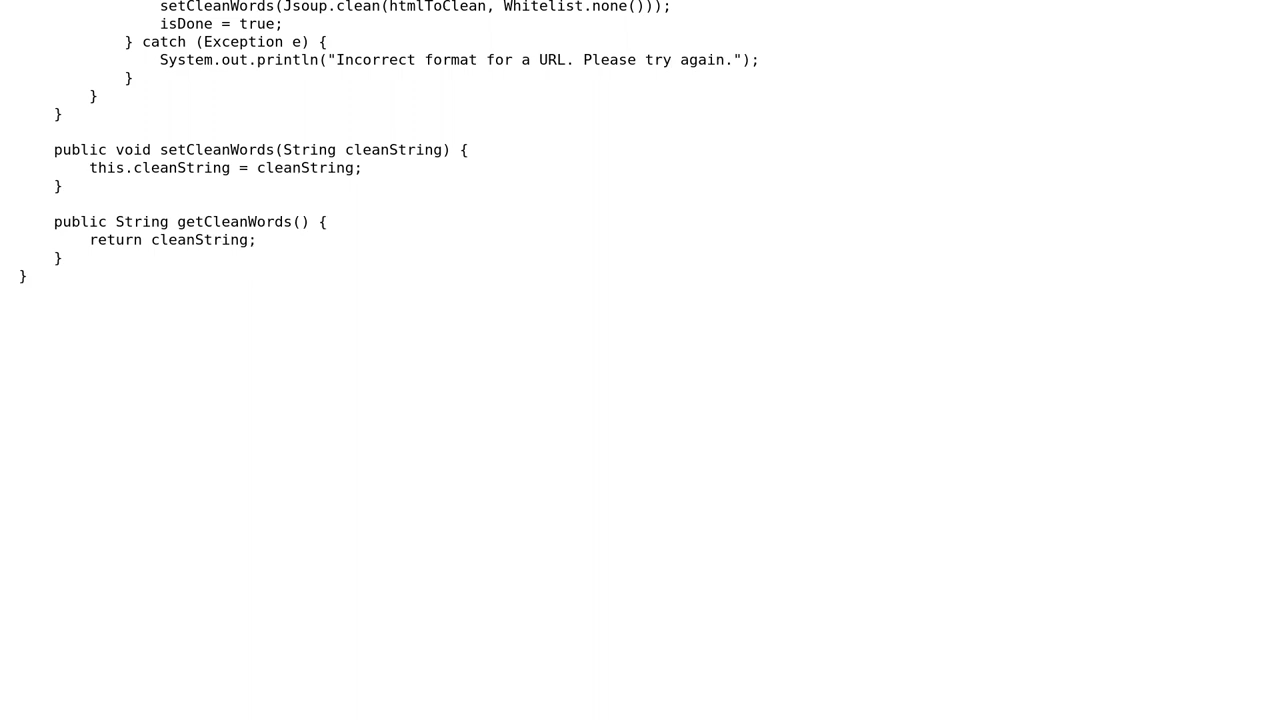 setCleanWords(Jsoup.clean(htmlToClean, Whitelist.none()));
                isDone = true;
            } catch (Exception e) {
                System.out.println("Incorrect format for a URL. Please try again.");
            }
        }
    }

    public void setCleanWords(String cleanString) {
        this.cleanString = cleanString;
    }

    public String getCleanWords() {
        return cleanString;
    }
}